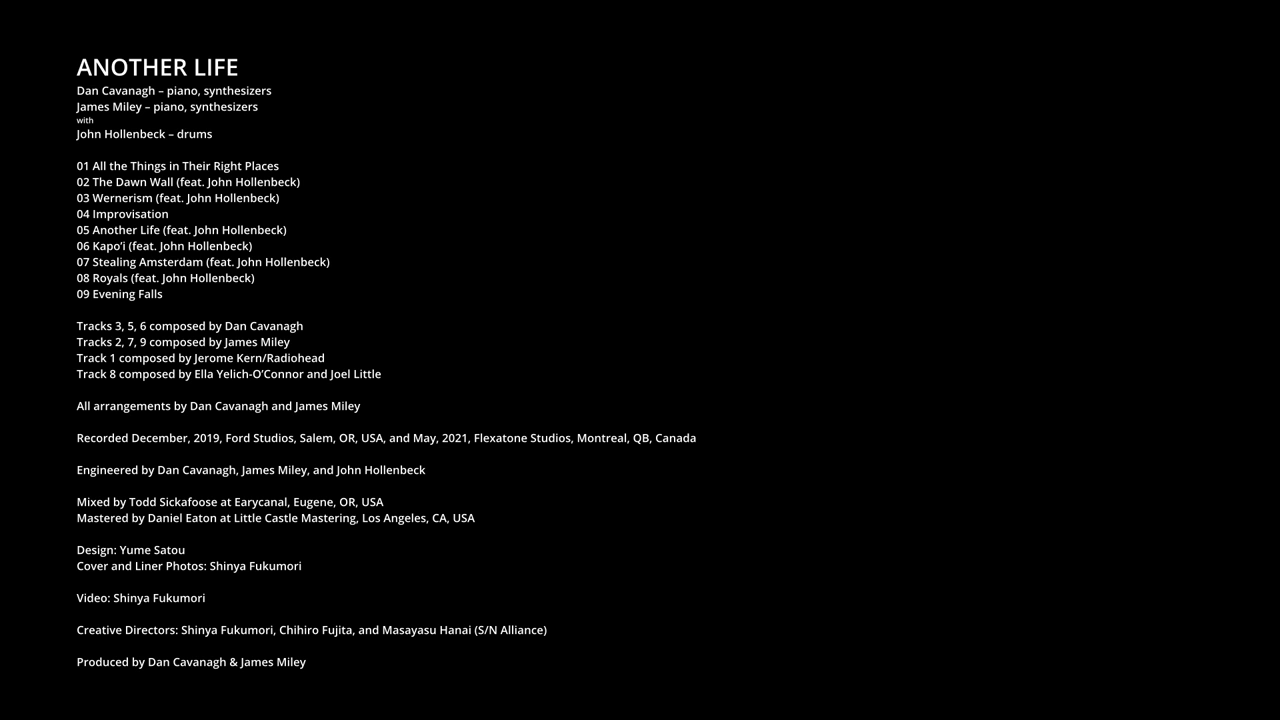 ANOTHER LIFE
Dan Cavanagh – piano, synthesizers
James Miley – piano, synthesizers
with
John Hollenbeck – drums
01 All the Things in Their Right Places
02 The Dawn Wall (feat. John Hollenbeck)
03 Wernerism (feat. John Hollenbeck)
04 Improvisation
05 Another Life (feat. John Hollenbeck)
06 Kapo’i (feat. John Hollenbeck)
07 Stealing Amsterdam (feat. John Hollenbeck)
08 Royals (feat. John Hollenbeck)
09 Evening Falls
Tracks 3, 5, 6 composed by Dan Cavanagh
Tracks 2, 7, 9 composed by James Miley
Track 1 composed by Jerome Kern/Radiohead
Track 8 composed by Ella Yelich-O’Connor and Joel Little
All arrangements by Dan Cavanagh and James Miley
Recorded December, 2019, Ford Studios, Salem, OR, USA, and May, 2021, Flexatone Studios, Montreal, QB, Canada
Engineered by Dan Cavanagh, James Miley, and John Hollenbeck
Mixed by Todd Sickafoose at Earycanal, Eugene, OR, USA
Mastered by Daniel Eaton at Little Castle Mastering, Los Angeles, CA, USA
Design: Yume Satou
Cover and Liner Photos: Shinya Fukumori
Video: Shinya Fukumori
Creative Directors: Shinya Fukumori, Chihiro Fujita, and Masayasu Hanai (S/N Alliance)
Produced by Dan Cavanagh & James Miley